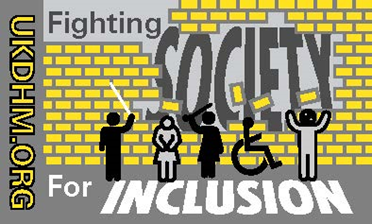 UKDHM.ORG
Fighting
SOCIETY
For INCLUSION